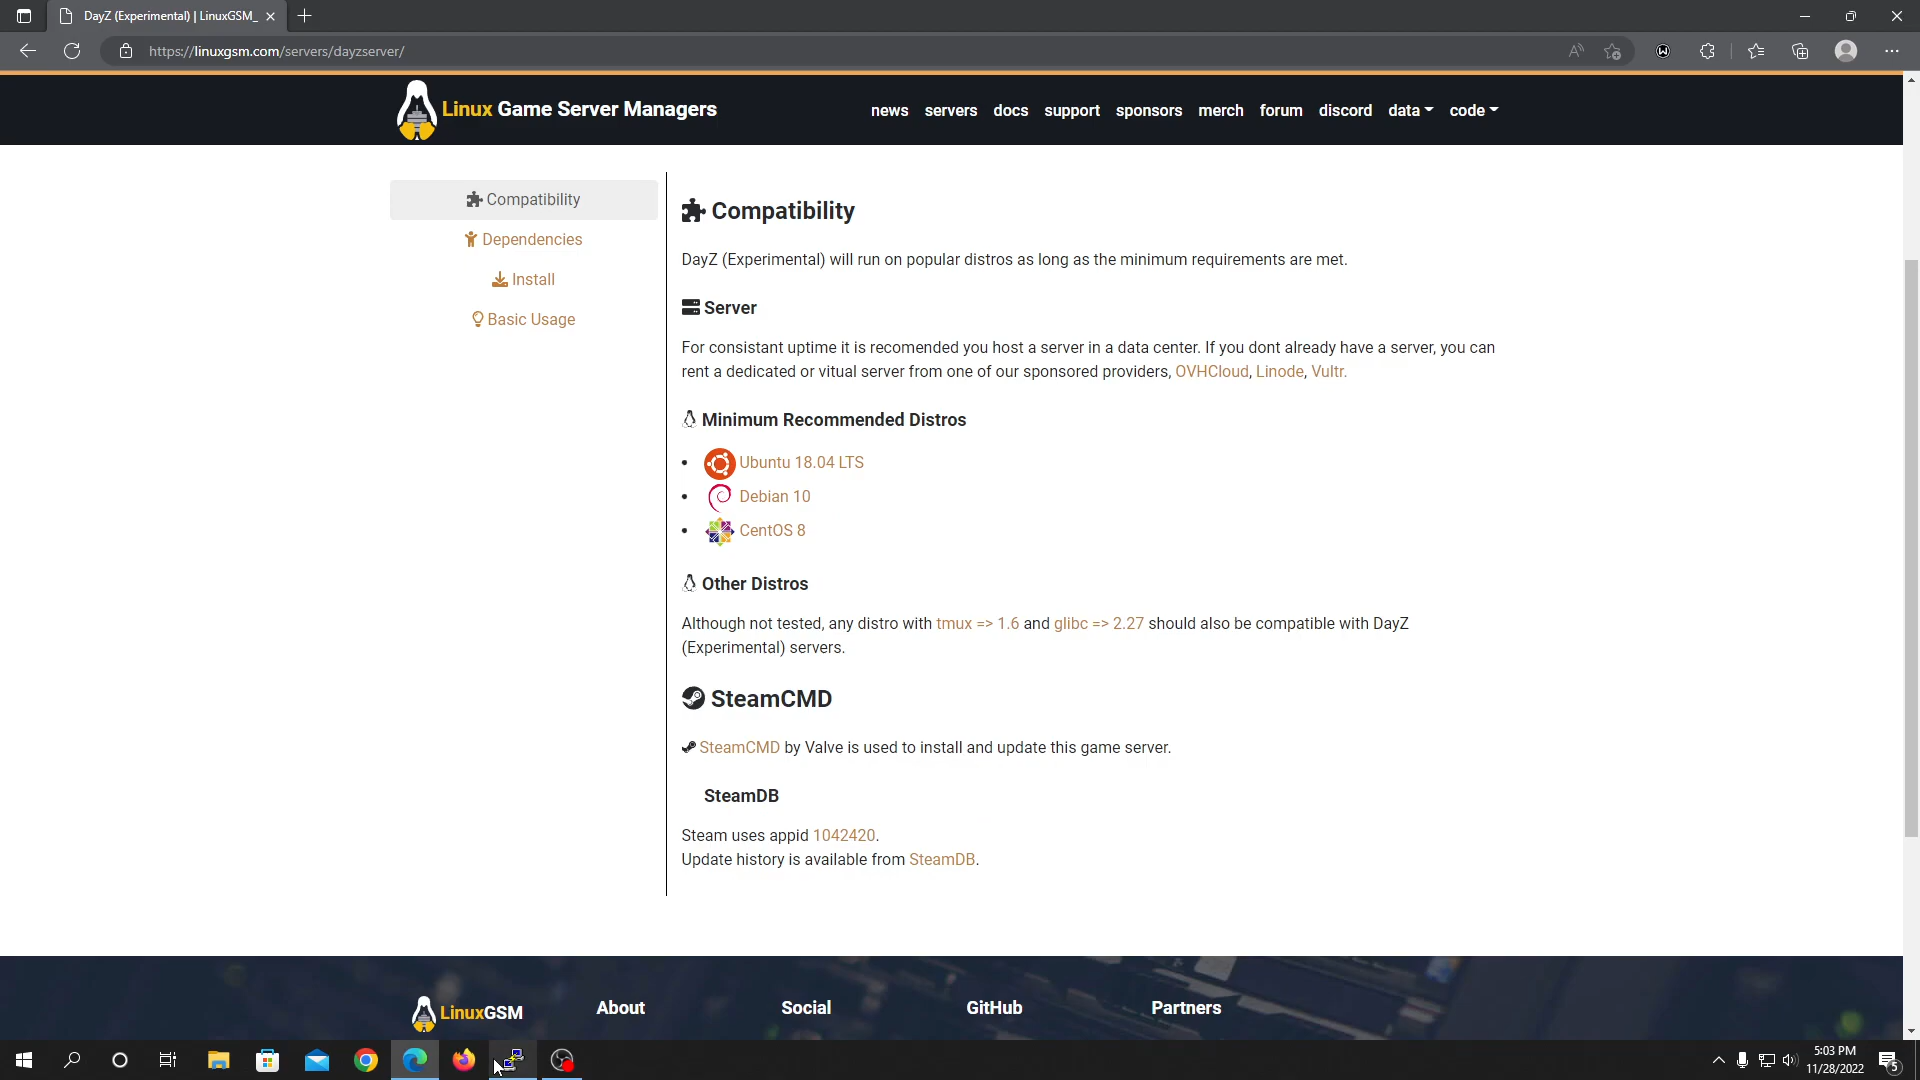 DayZ (Experimental) | LinuxGSM_
https://linuxgsm.com/servers/dayzserver/
Linux Game Server Managers
news servers docs support sponsors merch forum discord data code
Compatibility
Dependencies
Install
Basic Usage
Compatibility
DayZ (Experimental) will run on popular distros as long as the minimum requirements are met.
Server
For consistant uptime it is recomended you host a server in a data center. If you dont already have a server, you can
rent a dedicated or vitual server from one of our sponsored providers, OVHCloud, Linode, Vultr.
Minimum Recommended Distros
Ubuntu 18.04 LTS
Debian 10
CentOS 8
Other Distros
Although not tested, any distro with tmux => 1.6 and glibc => 2.27 should also be compatible with DayZ
(Experimental) servers.
SteamCMD
SteamCMD by Valve is used to install and update this game server.
SteamDB
Steam uses appid 1042420.
Update history is available from SteamDB.
LinuxGSM About Social GitHub Partners
5:03 PM
11/28/2022
5